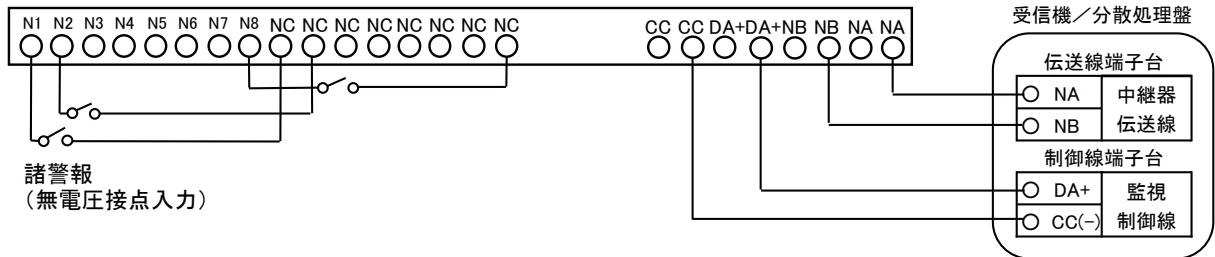 N1 N2 N3 N4 N5 N6 N7 N8 NC NC NC NC NC NC NC NC
CC CC DA+DA+NB NB NA NA
受信機／分散処理盤
伝送線端子台
NA 中継器
NB 伝送線
制御線端子台
DA+ 監視
CC(-) 制御線
諸警報
（無電圧接点入力）